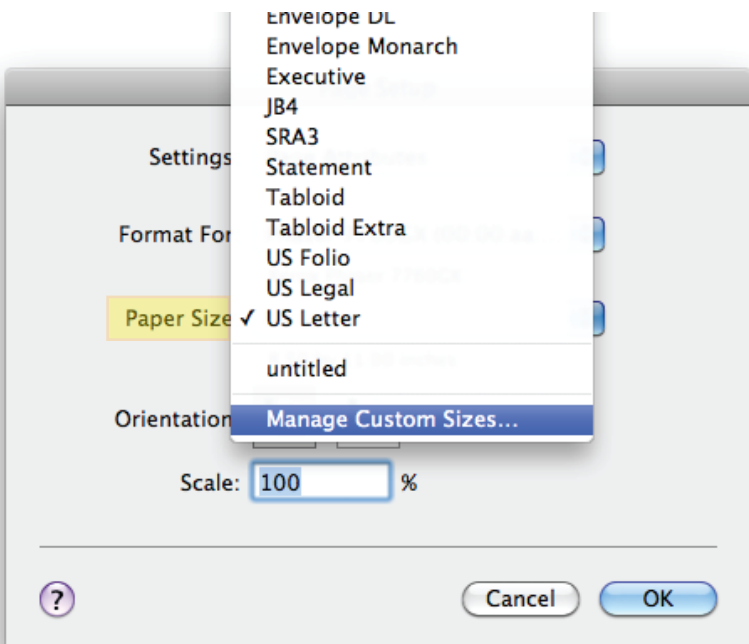 Envelope DL
Envelope Monarch
Executive
JB4
SRA3
Settings
Statement
Tabloid
Format For
Tabloid Extra
US Folio
US Legal
Paper Size ✓ US Letter
untitled
Orientation
Manage Custom Sizes...
Scale: 100 %
? Cancel OK